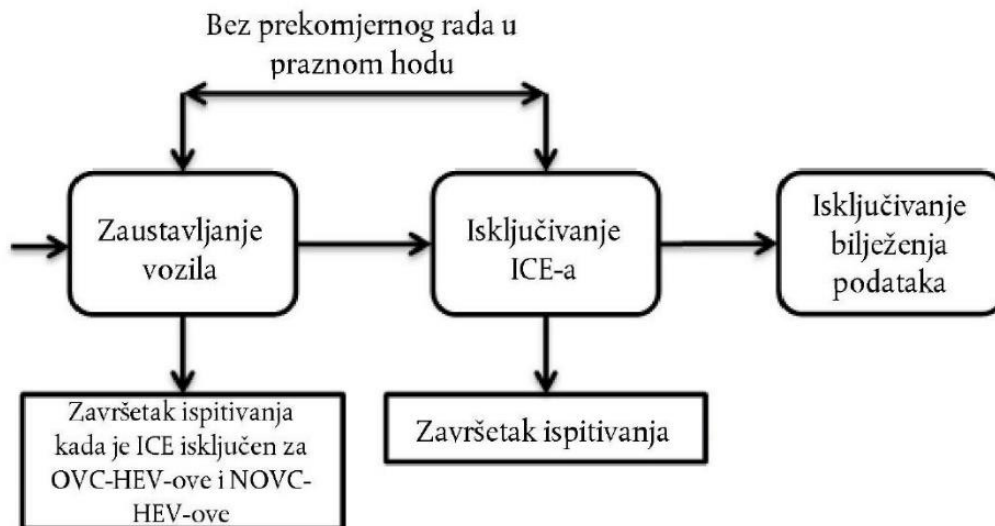 Bez prekomjernog rada u
praznom hodu
Zaustavljanje
vozila
Isključivanje
ICE-a
Isključivanje
bilježenja
podataka
Završetak ispitivanja
kada je ICE isključen za
OVC-HEV-ove i NOVC-
HEV-ove
Završetak ispitivanja